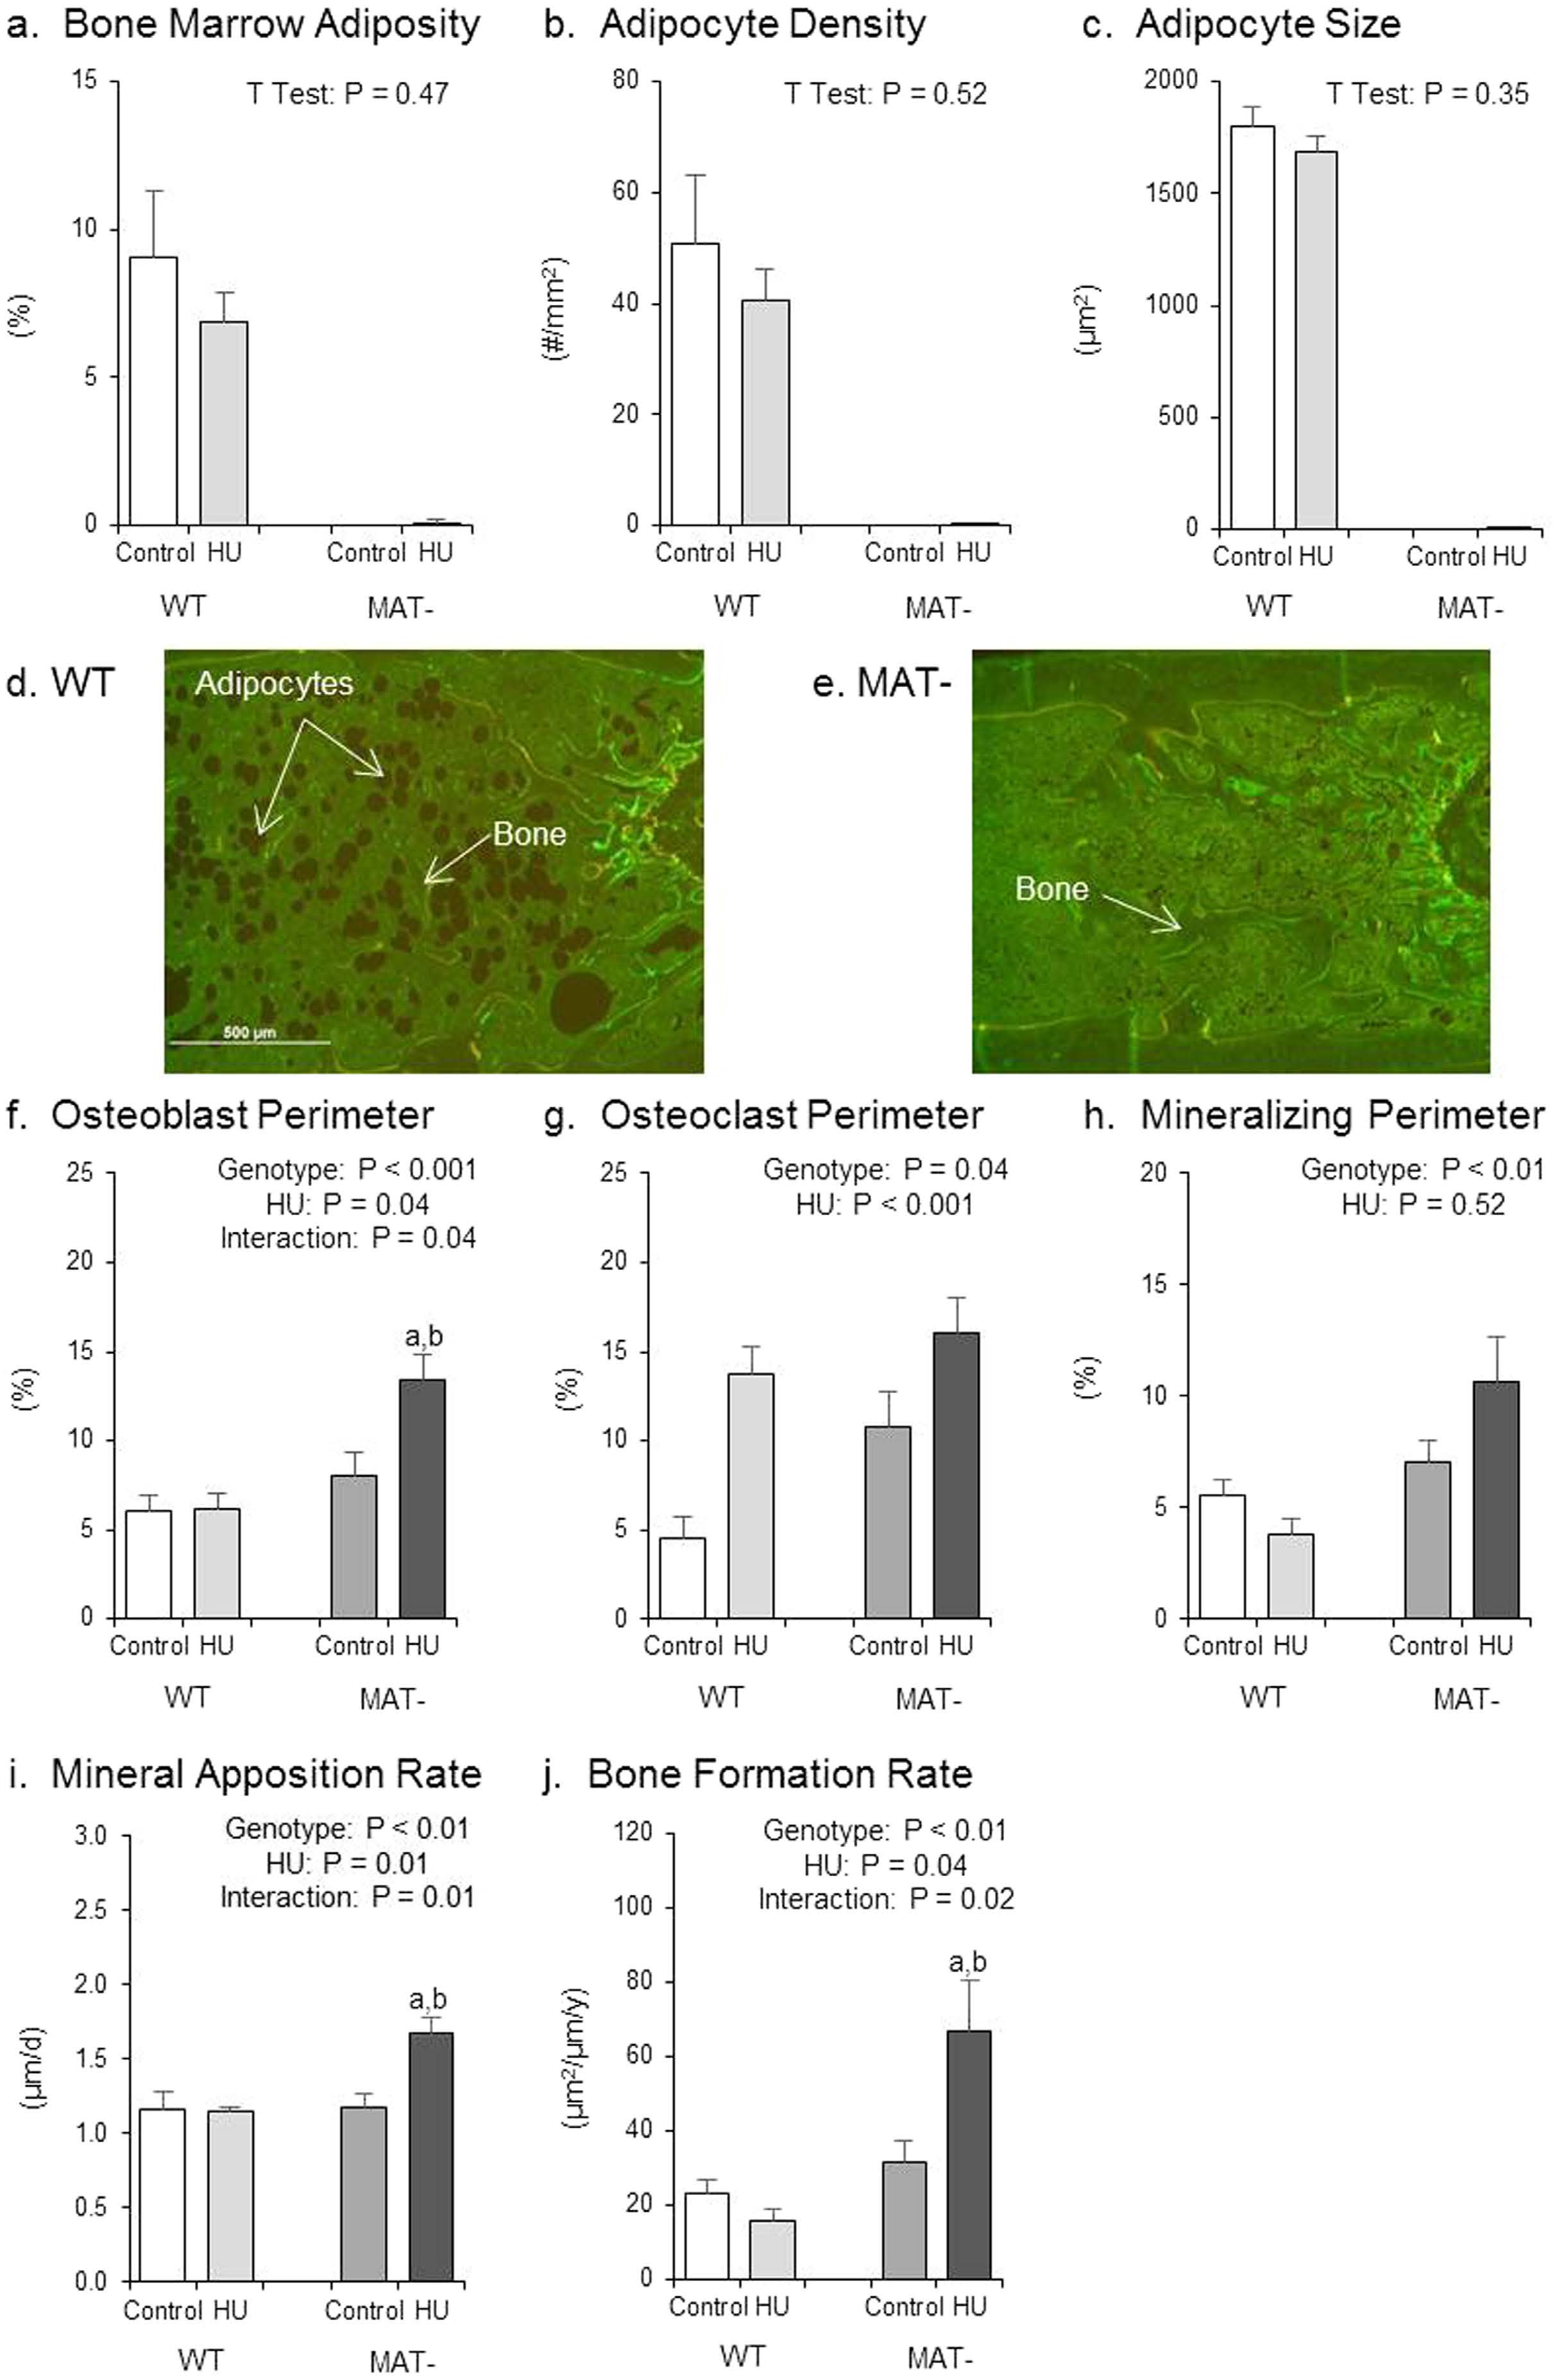 a. Bone Marrow Adiposity
T Test: P = 0.47
15
10
5
0
(%)
Control HU Control HU
WT MAT-
b. Adipocyte Density
T Test: P = 0.52
80
60
40
20
0
(#/mm²)
Control HU Control HU
WT MAT-
c. Adipocyte Size
T Test: P = 0.35
2000
1500
1000
500
0
(µm²)
Control HU Control HU
WT MAT-
d. WT
Adipocytes
Bone
500 µm
e. MAT-
Bone
f. Osteoblast Perimeter
Genotype: P < 0.001
HU: P = 0.04
Interaction: P = 0.04
25
20
15
10
5
0
(%)
a,b
Control HU Control HU
WT MAT-
g. Osteoclast Perimeter
Genotype: P = 0.04
HU: P < 0.001
25
20
15
10
5
0
(%)
Control HU Control HU
WT MAT-
h. Mineralizing Perimeter
Genotype: P < 0.01
HU: P = 0.52
20
15
10
5
0
(%)
Control HU Control HU
WT MAT-
i. Mineral Apposition Rate
Genotype: P < 0.01
HU: P = 0.01
Interaction: P = 0.01
3.0
2.5
2.0
1.5
1.0
0.5
0.0
(µm/d)
a,b
Control HU Control HU
WT MAT-
j. Bone Formation Rate
Genotype: P < 0.01
HU: P = 0.04
Interaction: P = 0.02
120
100
80
60
40
20
0
(µm²/µm/y)
a,b
Control HU Control HU
WT MAT-